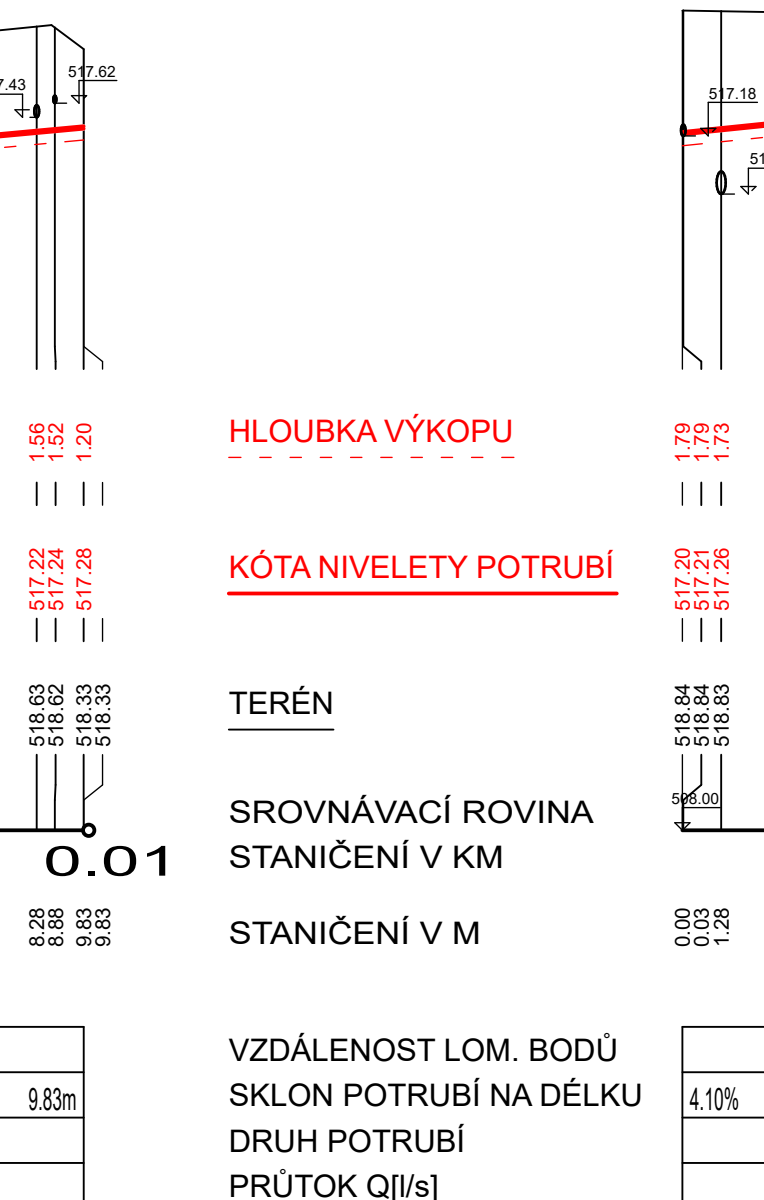 517.18
517.62
1.56
1.52
1.20
HLOUBKA VÝKOPU
1.79
1.79
1.73
517.22
517.24
517.28
KÓTA NIVELETY POTRUBÍ
517.20
517.21
517.26
518.63
518.62
518.33
518.33
TERÉN
518.84
518.84
518.83
SROVNÁVACÍ ROVINA
508.00
0.01
STANIČENÍ V KM
8.28
8.88
9.83
9.83
STANIČENÍ V M
0.00
0.03
1.28
VZDÁLENOST LOM. BODŮ
9.83m
SKLON POTRUBÍ NA DÉLKU
4.10%
DRUH POTRUBÍ
PRŮTOK Q[l/s]